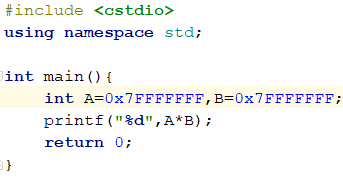 #include <cstdio>
using namespace std;
int main(){
int A=0x7FFFFFFF,B=0x7FFFFFFF;
printf("%d",A*B);
return 0;
}